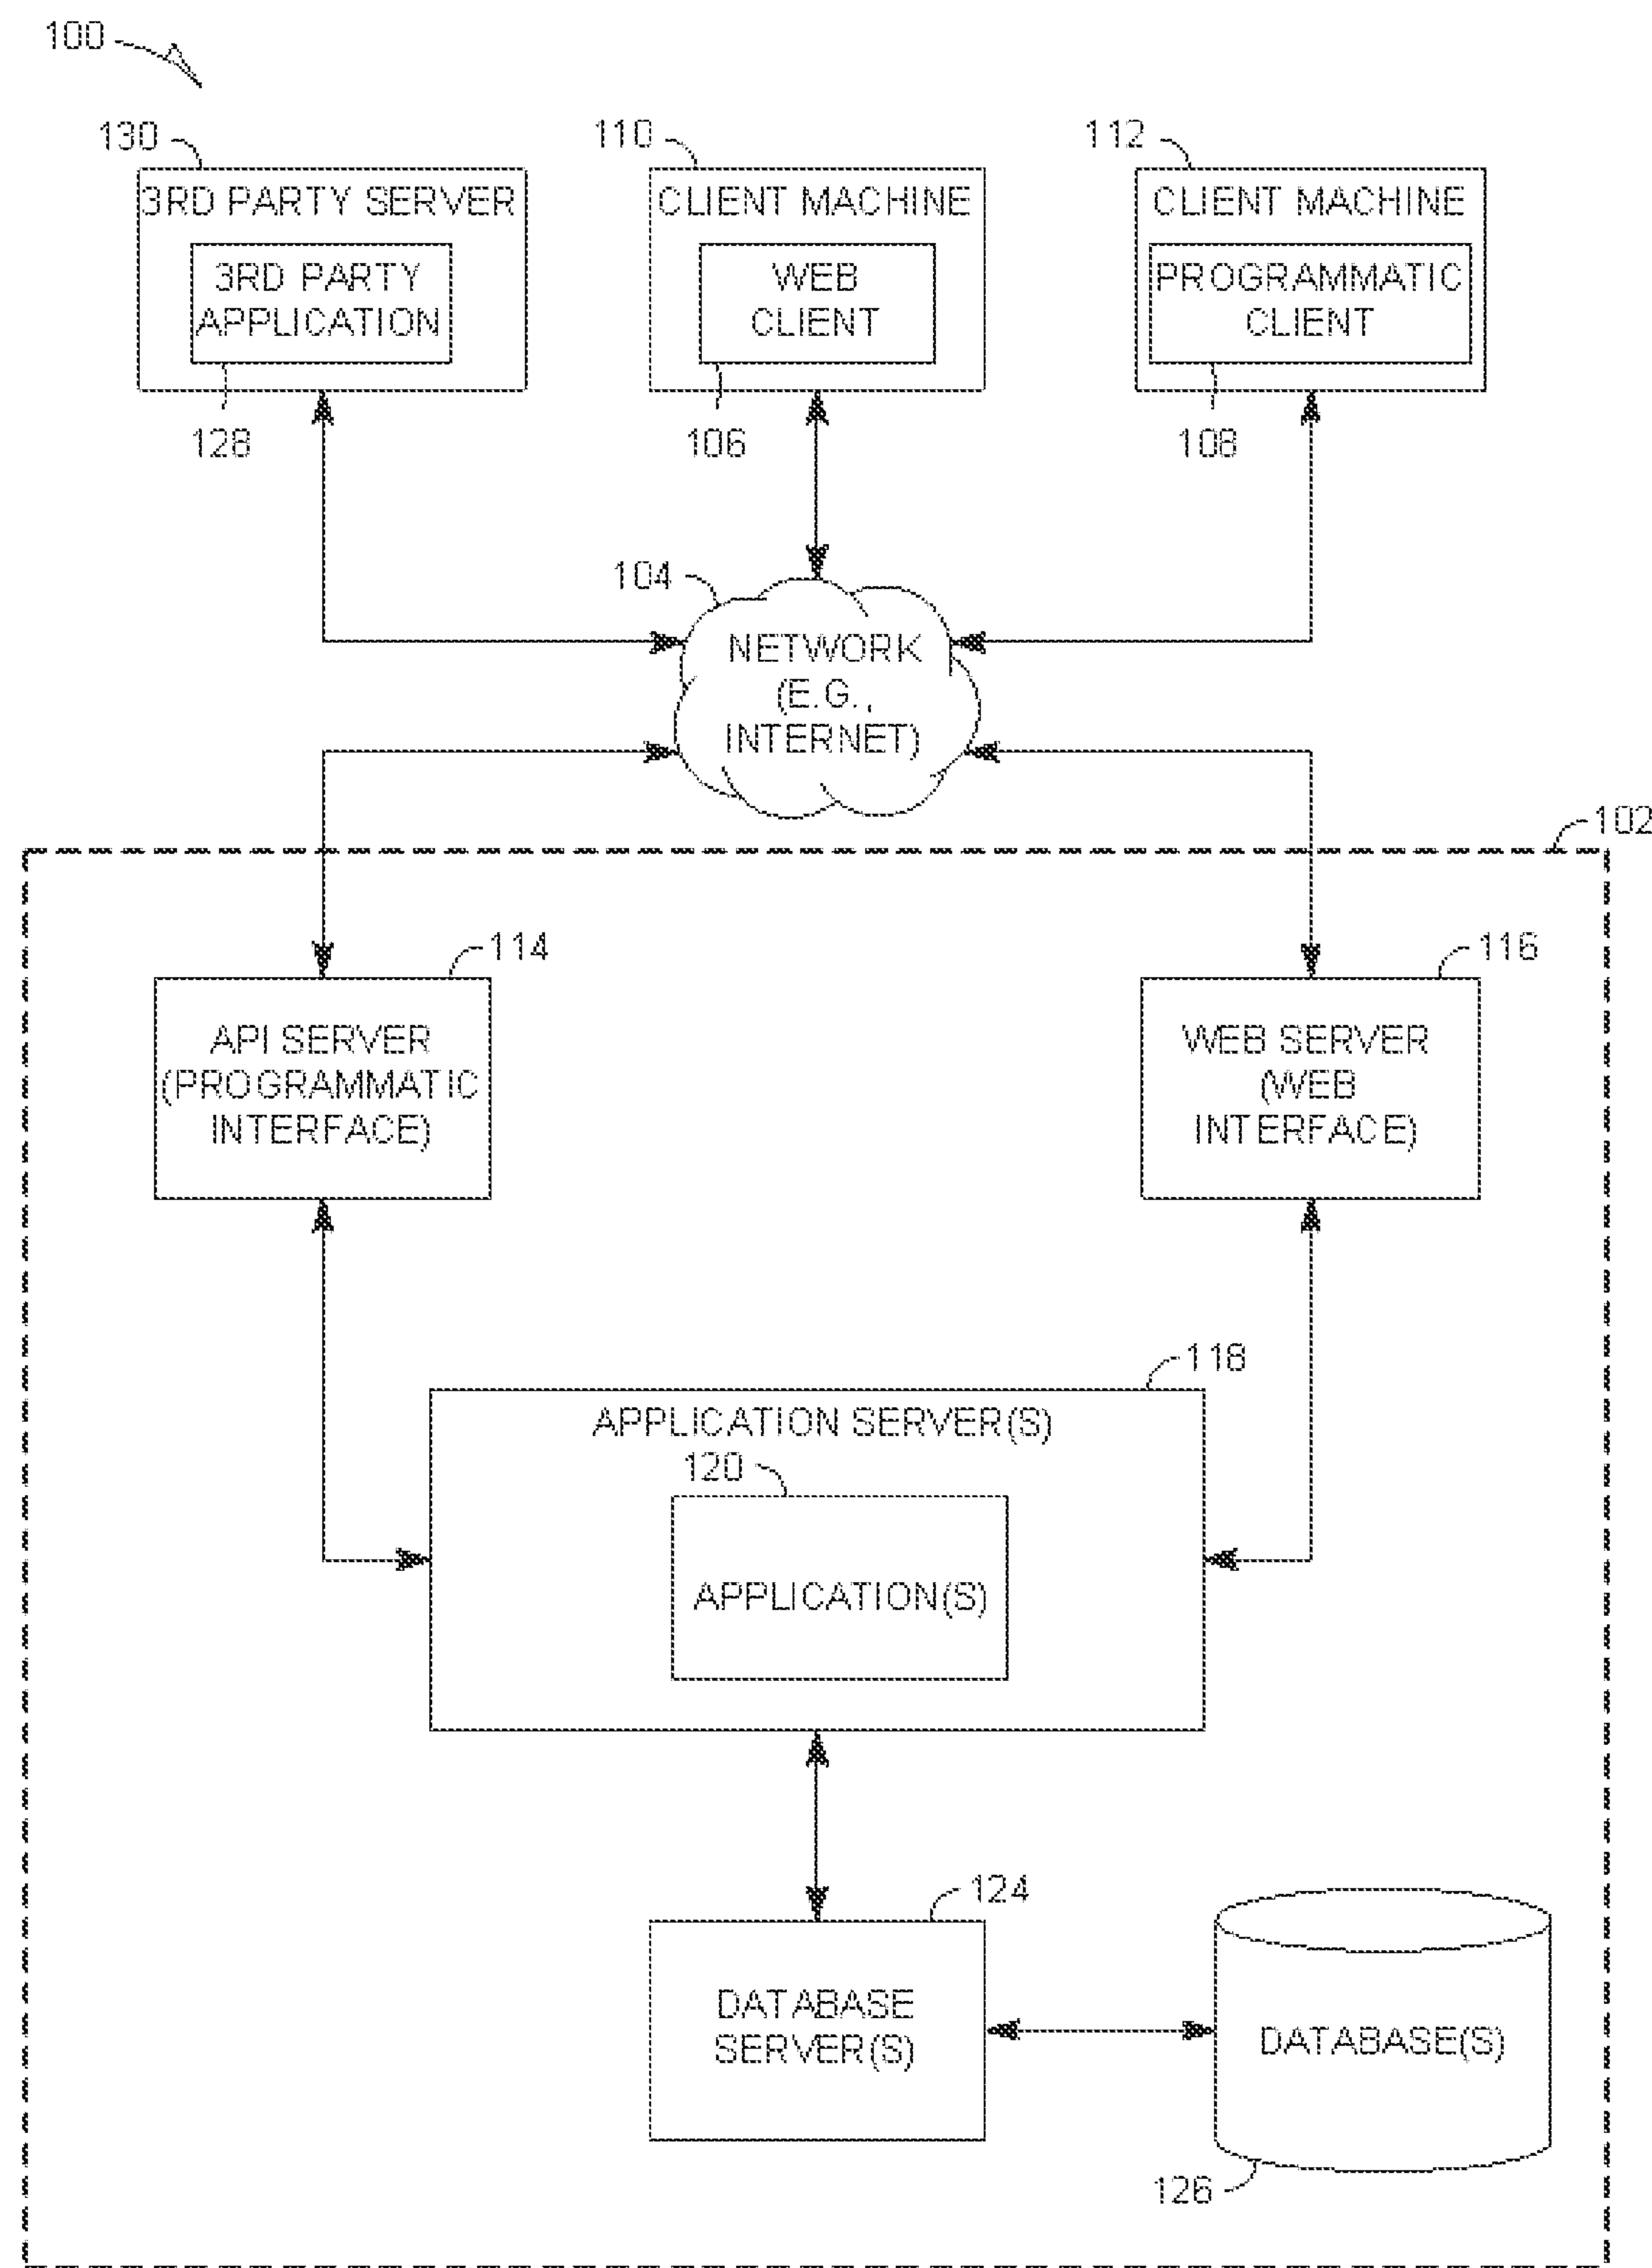 100
130
110
112
3RD PARTY SERVER
CLIENT MACHINE
CLIENT MACHINE
3RD PARTY
APPLICATION
WEB
CLIENT
PROGRAMMATIC
CLIENT
128
106
108
104
NETWORK
(E.G.,
INTERNET)
102
114
116
API SERVER
(PROGRAMMATIC
INTERFACE)
WEB SERVER
(WEB
INTERFACE)
118
APPLICATION SERVER(S)
120
APPLICATION(S)
124
DATABASE
SERVER(S)
DATABASE(S)
126